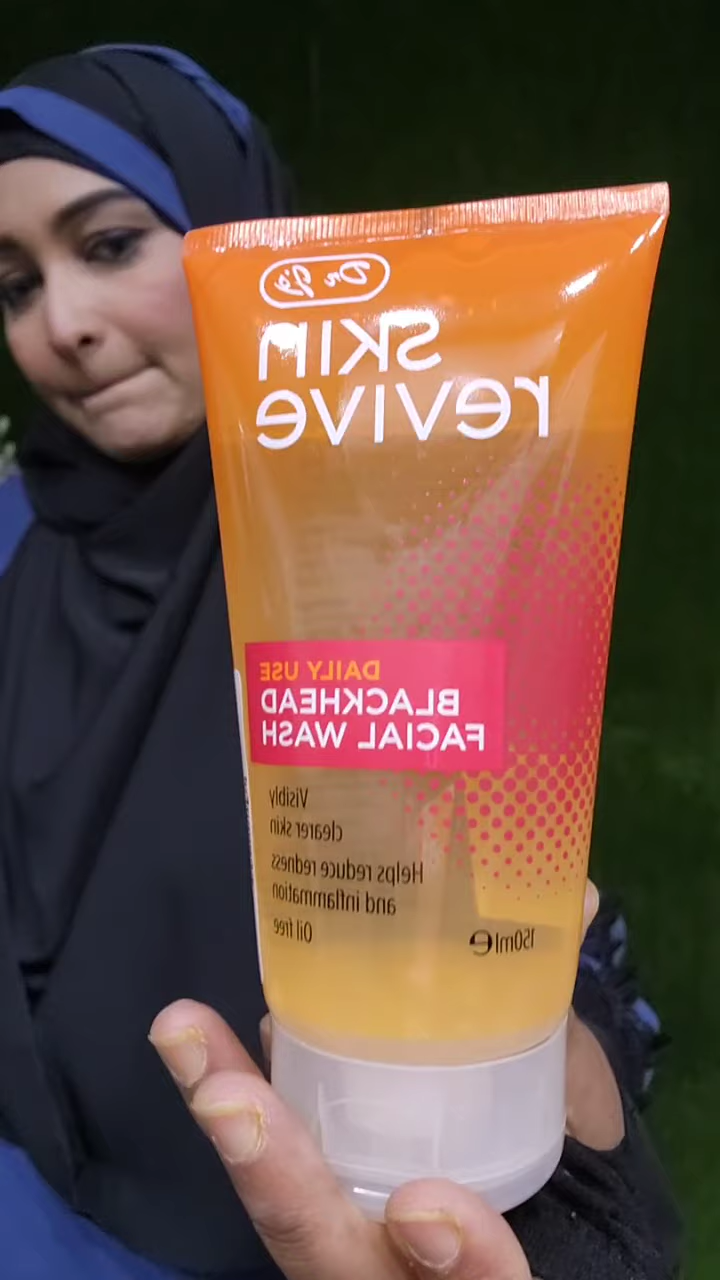 Dr J's
skin
revive
DAILY USE
BLACKHEAD
FACIAL WASH
Visibly
clearer skin
Helps reduce redness
and inflammation
Oil free
150ml e